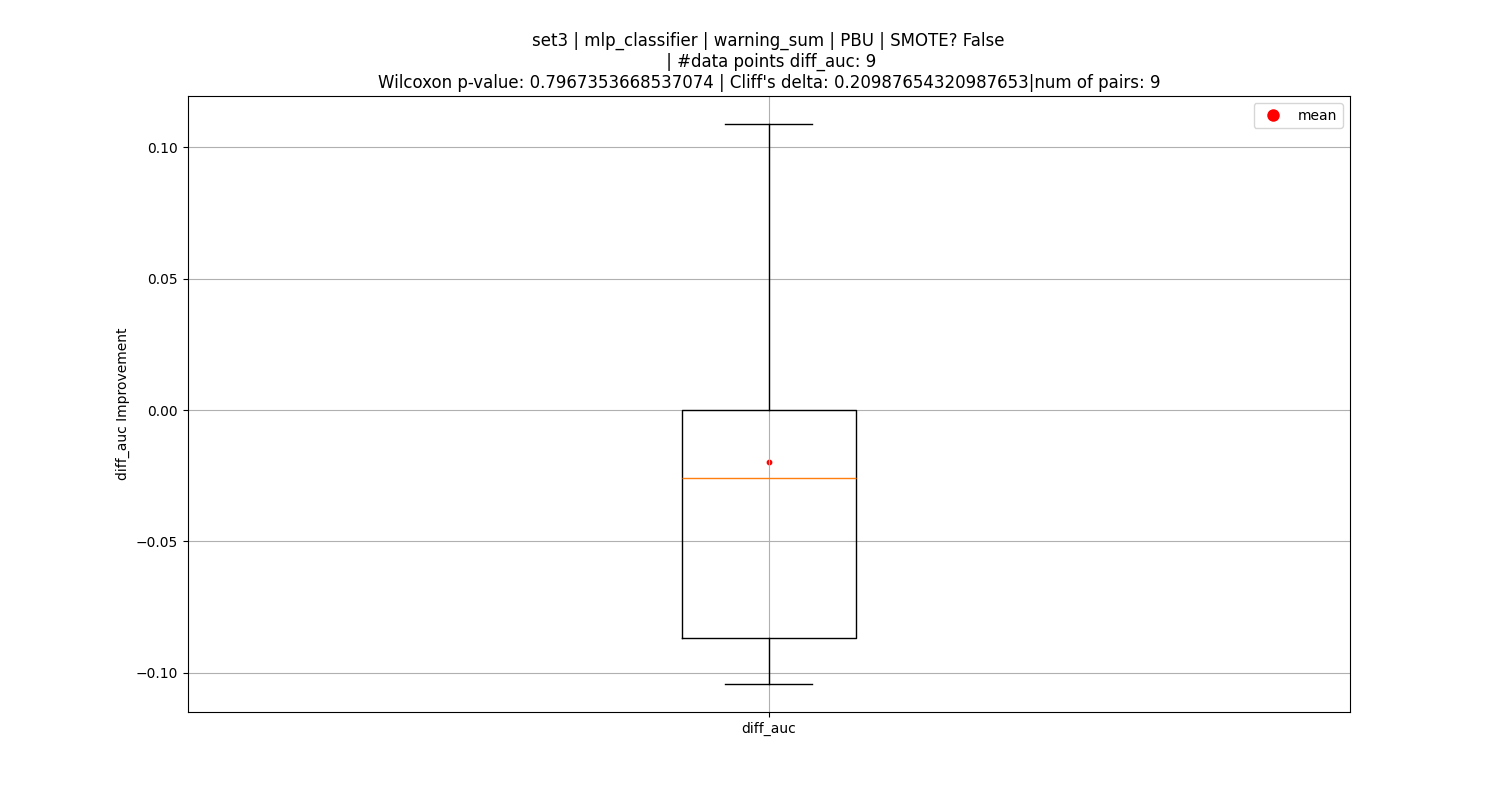 set3 | mlp_classifier | warning_sum | PBU | SMOTE? False
| #data points diff_auc: 9
Wilcoxon p-value: 0.7967353668537074 | Cliff's delta: 0.20987654320987653|num of pairs: 9
mean
0.10
0.05
0.00
−0.05
−0.10
diff_auc Improvement
diff_auc